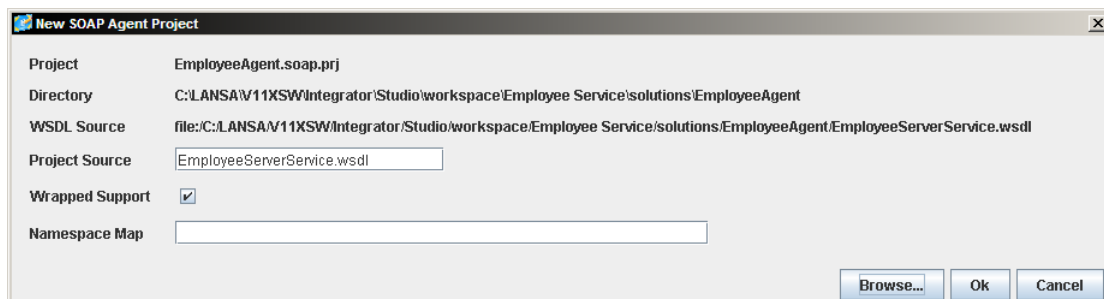 New SOAP Agent Project
Project EmployeeAgent.soap.prj
Directory C:\LANSA\V11XSW\Integrator\Studio\workspace\Employee Service\solutions\EmployeeAgent
WSDL Source file:/C:/LANSA/V11XSW/Integrator/Studio/workspace/Employee Service/solutions/EmployeeAgent/EmployeeServerService.wsdl
Project Source EmployeeServerService.wsdl
Wrapped Support
Namespace Map
Browse... Ok Cancel